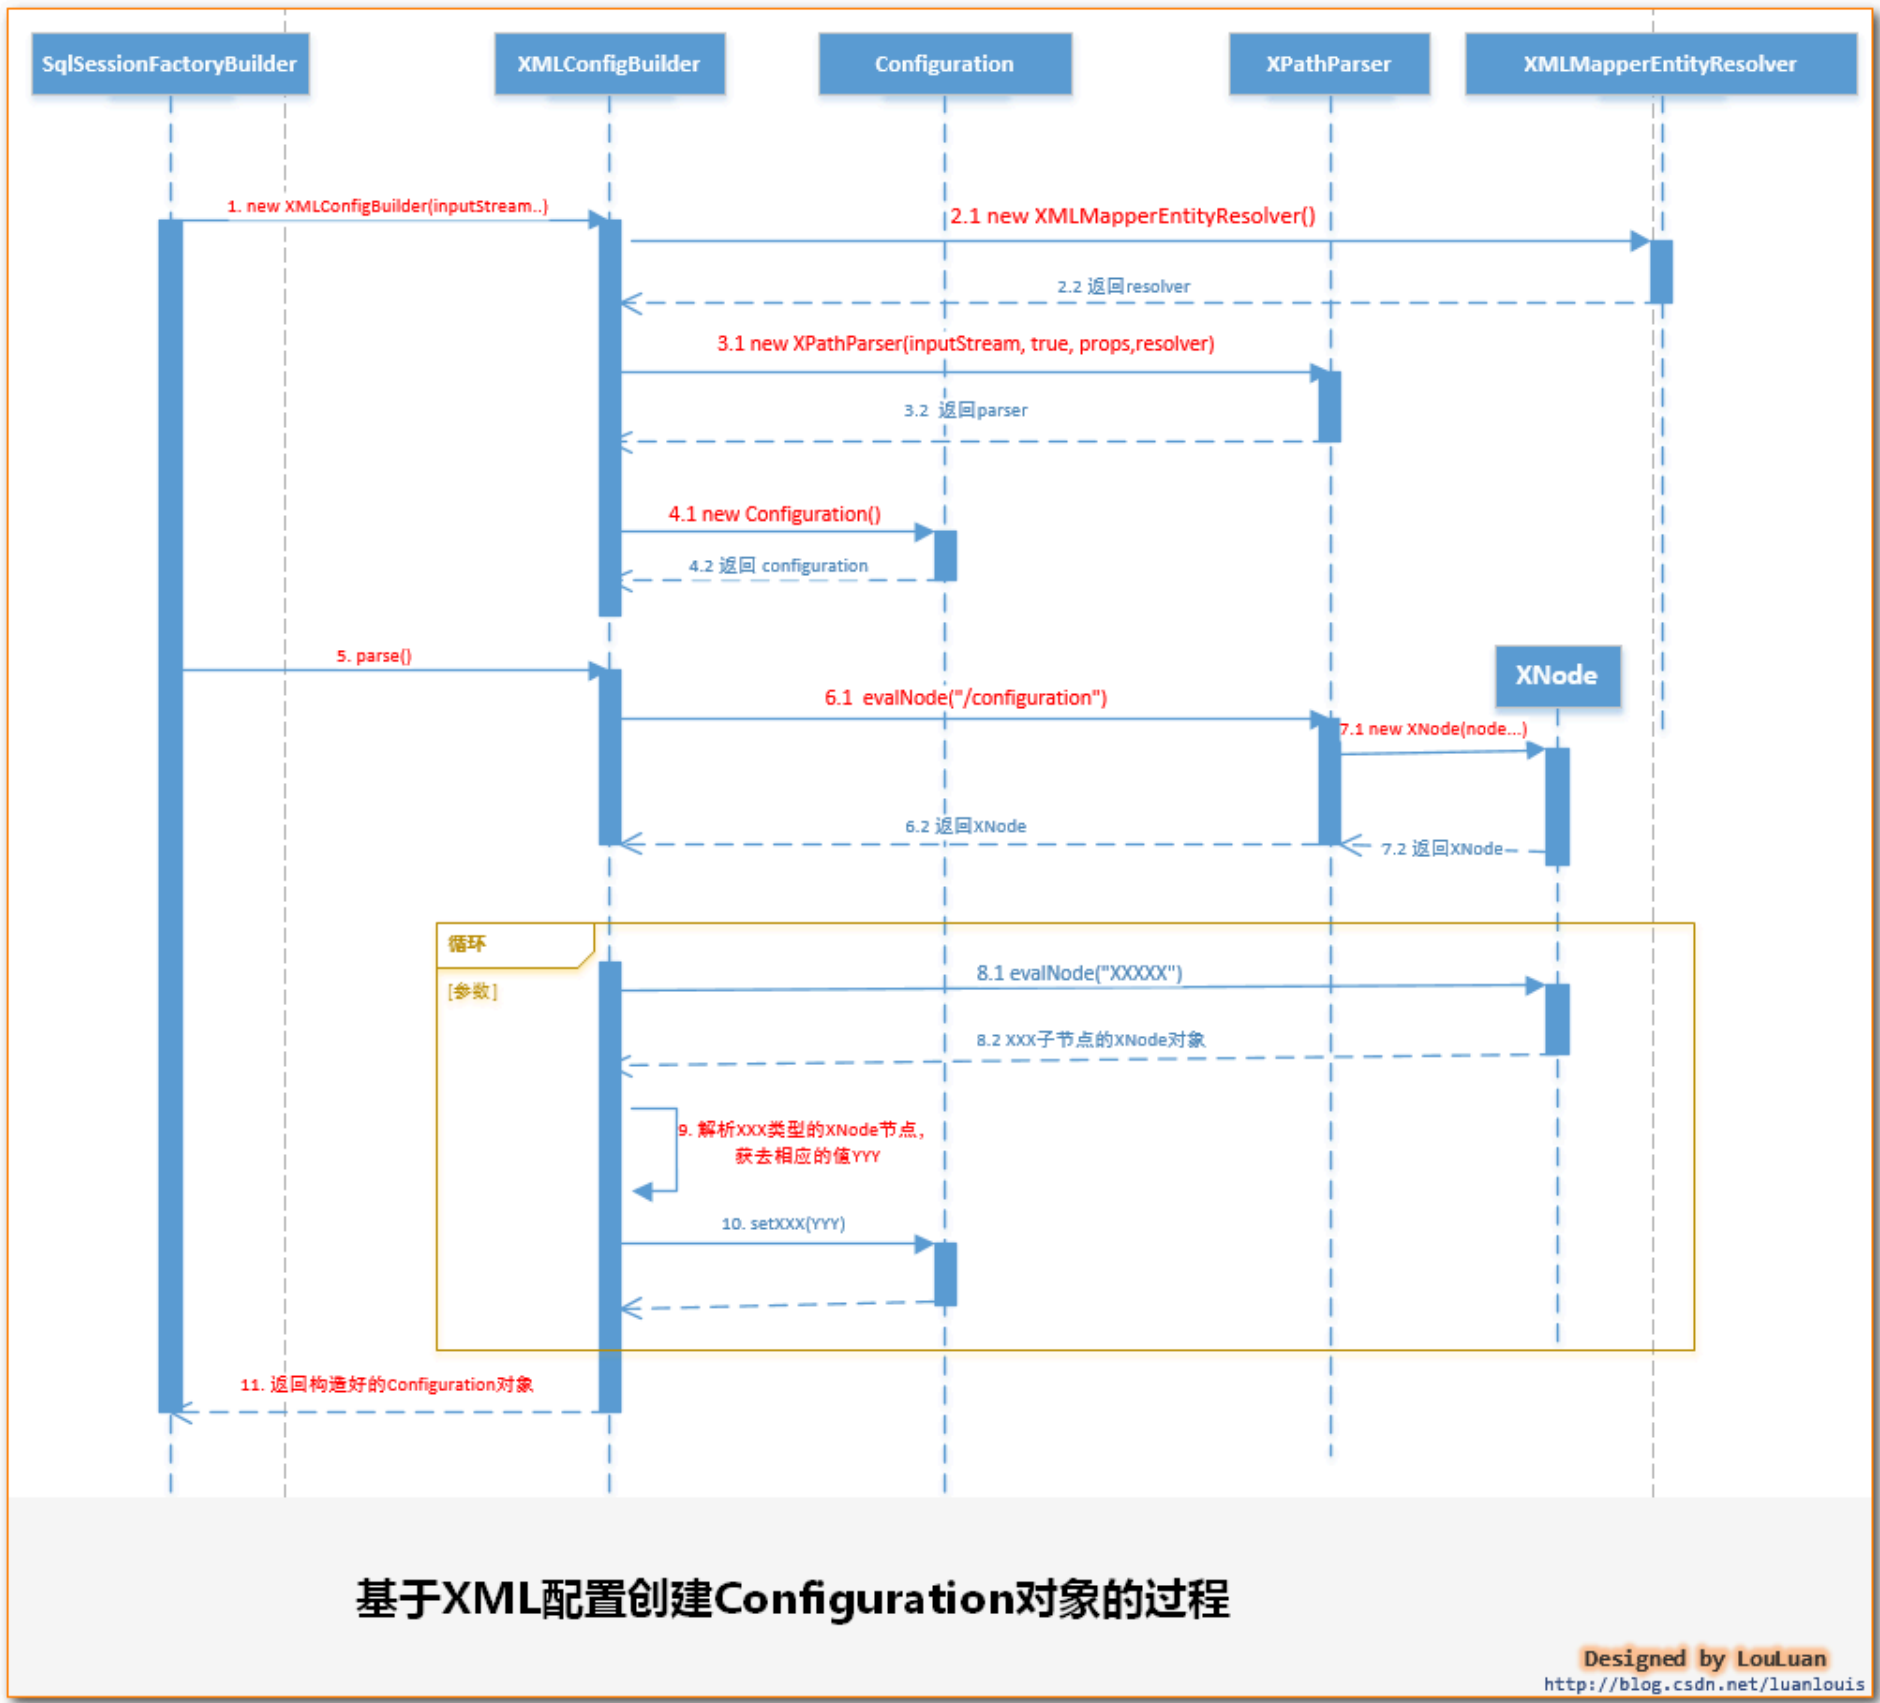 SqlSessionFactoryBuilder
XMLConfigBuilder
Configuration
XPathParser
XMLMapperEntityResolver
1. new XMLConfigBuilder(inputStream..)
2.1 new XMLMapperEntityResolver()
2.2 返回resolver
3.1 new XPathParser(inputStream, true, props,resolver)
3.2 返回parser
4.1 new Configuration()
4.2 返回 configuration
5. parse()
XNode
6.1 evalNode("/configuration")
7.1 new XNode(node...)
6.2 返回XNode
7.2 返回XNode
循环
[参数]
8.1 evalNode("XXXXX")
8.2 XXX子节点的XNode对象
9. 解析XXX类型的XNode节点，
获去相应的值YYY
10. setXXX(YYY)
11. 返回构造好的Configuration对象
基于XML配置创建Configuration对象的过程
Designed by LouLuan
http://blog.csdn.net/luanlouis